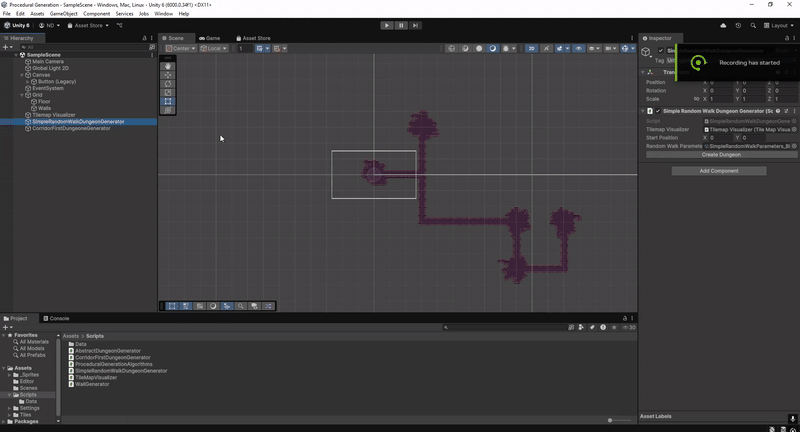 Procedural Generation - SampleScene - Windows, Mac, Linux - Unity 6 (6000.0.34f1) <DX11>
File Edit Assets GameObject Component Services Tools Jobs Window Help
Unity 6 ND Asset Store Layout
Hierarchy
All
SampleScene
Main Camera
Global Light 2D
Canvas
Button (Legacy)
EventSystem
Grid
Floor
Walls
Tilemap Visualizer
SimpleRandomWalkDungeonGenerator
CorridorFirstDungeoneGenerator
Scene Game Asset Store
Center Local 1 2D
Inspector
Tag
Recording has started
Position X 0 Y 0 Z 0
Rotation X 0 Y 0 Z 0
Scale X 1 Y 1 Z 1
Simple Random Walk Dungeon Generator (Sc
Script SimpleRandomWalkDungeonGene
Tilemap Visualizer Tilemap Visualizer (Tile Map Visua
Start Position X 0 Y 0
Random Walk Paramete SimpleRandomWalkParameters_Bi
Create Dungeon
Add Component
Project Console
30
Favorites
All Materials
All Models
All Prefabs
Assets
_Sprites
Editor
Scenes
Scripts
Data
Settings
Tiles
Packages
Assets > Scripts
Data
AbstractDungeonGenerator
CorridorFirstDungeonGenerator
ProceduralGenerationAlgorithms
SimpleRandomWalkDungeonGenerator
TileMapVisualizer
WallGenerator
Asset Labels